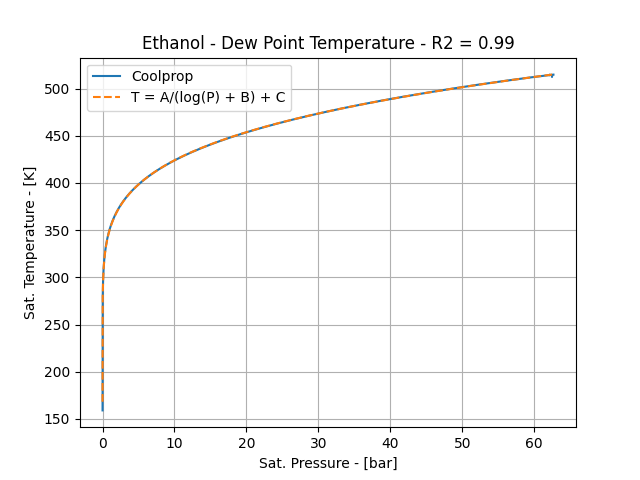 Ethanol - Dew Point Temperature - R2 = 0.99
Coolprop
T = A/(log(P) + B) + C
500
450
400
350
300
250
200
150
Sat. Temperature - [K]
0 10 20 30 40 50 60
Sat. Pressure - [bar]